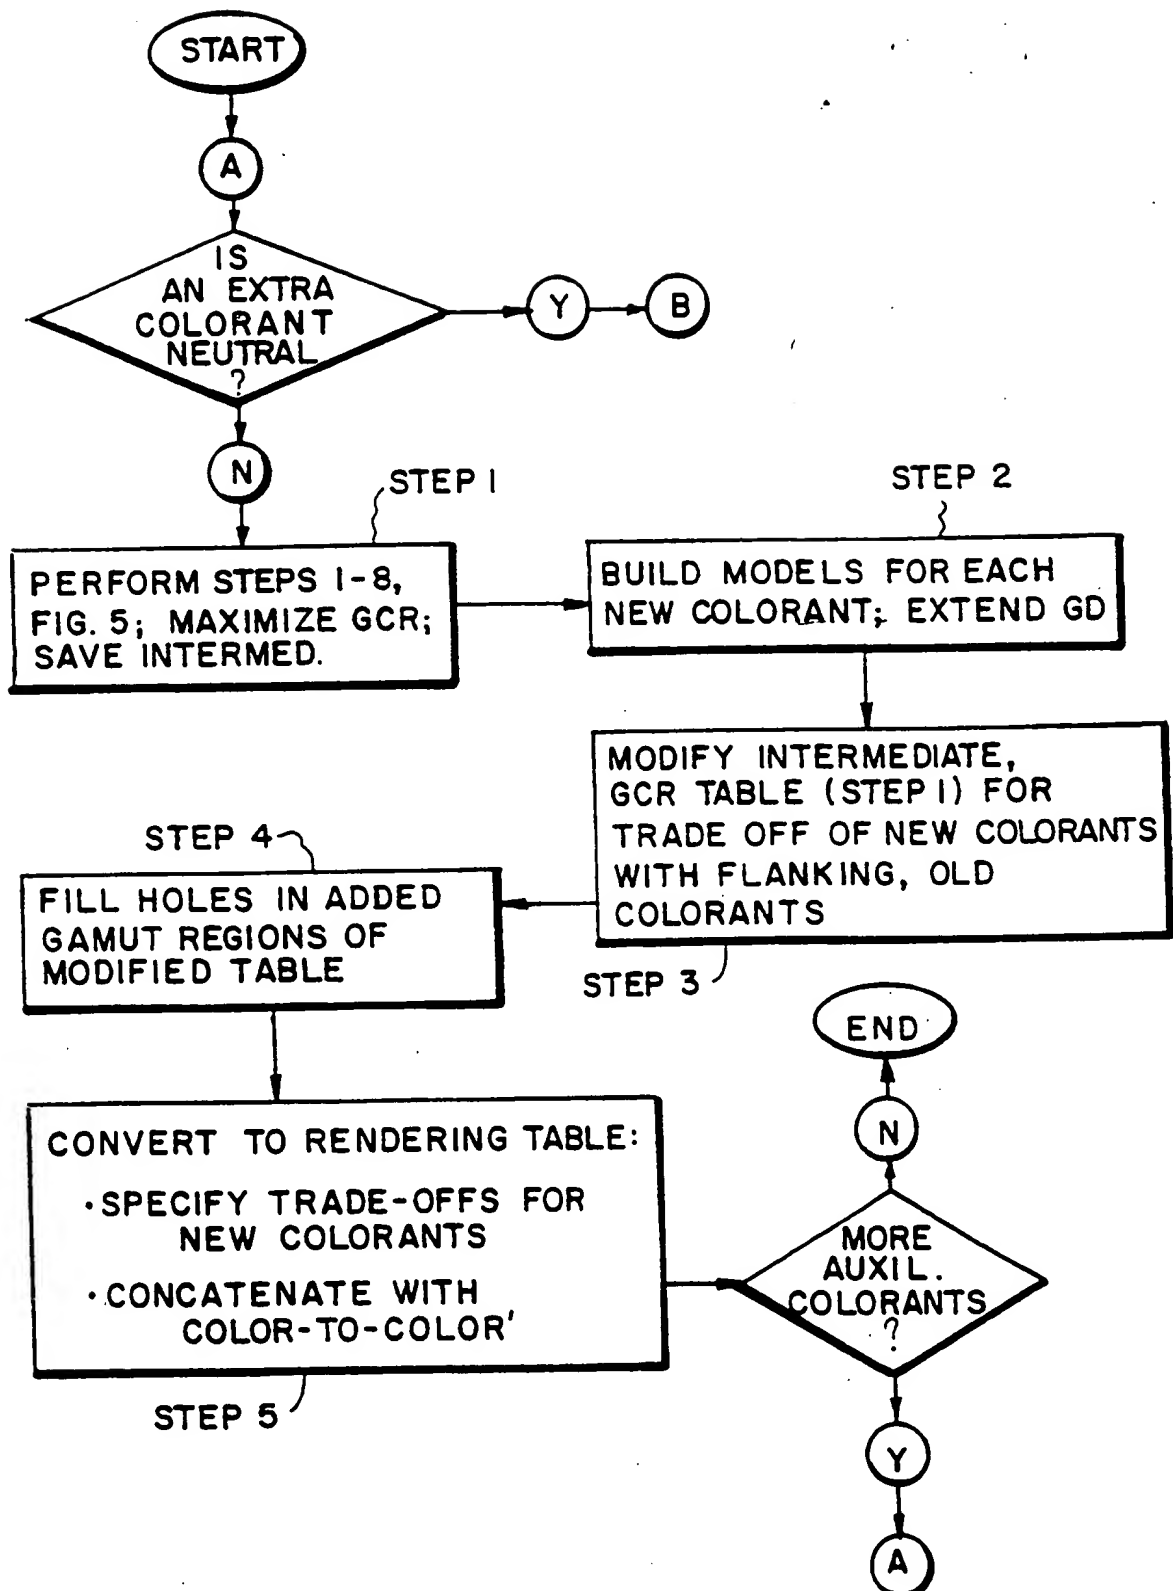 START
A
IS
AN EXTRA
COLORANT
NEUTRAL
?
Y
B
N
STEP 1
PERFORM STEPS 1-8,
FIG. 5; MAXIMIZE GCR;
SAVE INTERMED.
STEP 2
BUILD MODELS FOR EACH
NEW COLORANT; EXTEND GD
MODIFY INTERMEDIATE,
GCR TABLE (STEP 1) FOR
TRADE OFF OF NEW COLORANTS
WITH FLANKING, OLD
COLORANTS
STEP 3
STEP 4
FILL HOLES IN ADDED
GAMUT REGIONS OF
MODIFIED TABLE
CONVERT TO RENDERING TABLE:
• SPECIFY TRADE-OFFS FOR
NEW COLORANTS
• CONCATENATE WITH
COLOR-TO-COLOR'
STEP 5
MORE
AUXIL.
COLORANTS
?
N
END
Y
A